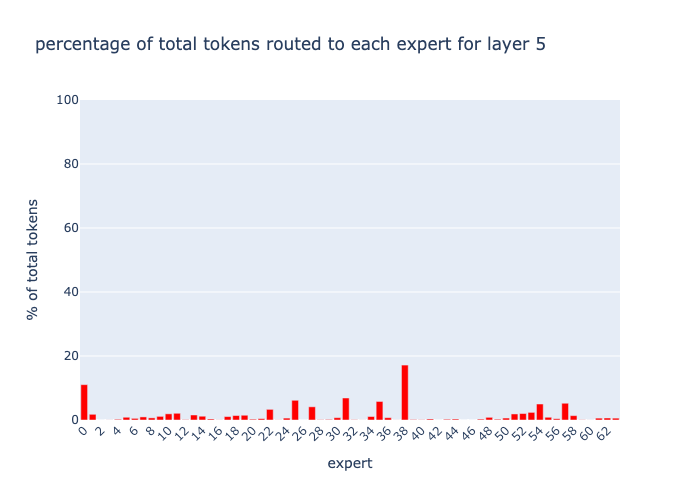 percentage of total tokens routed to each expert for layer 5
100
80
60
40
20
0
% of total tokens
0 2 4 6 8 10 12 14 16 18 20 22 24 26 28 30 32 34 36 38 40 42 44 46 48 50 52 54 56 58 60 62
expert